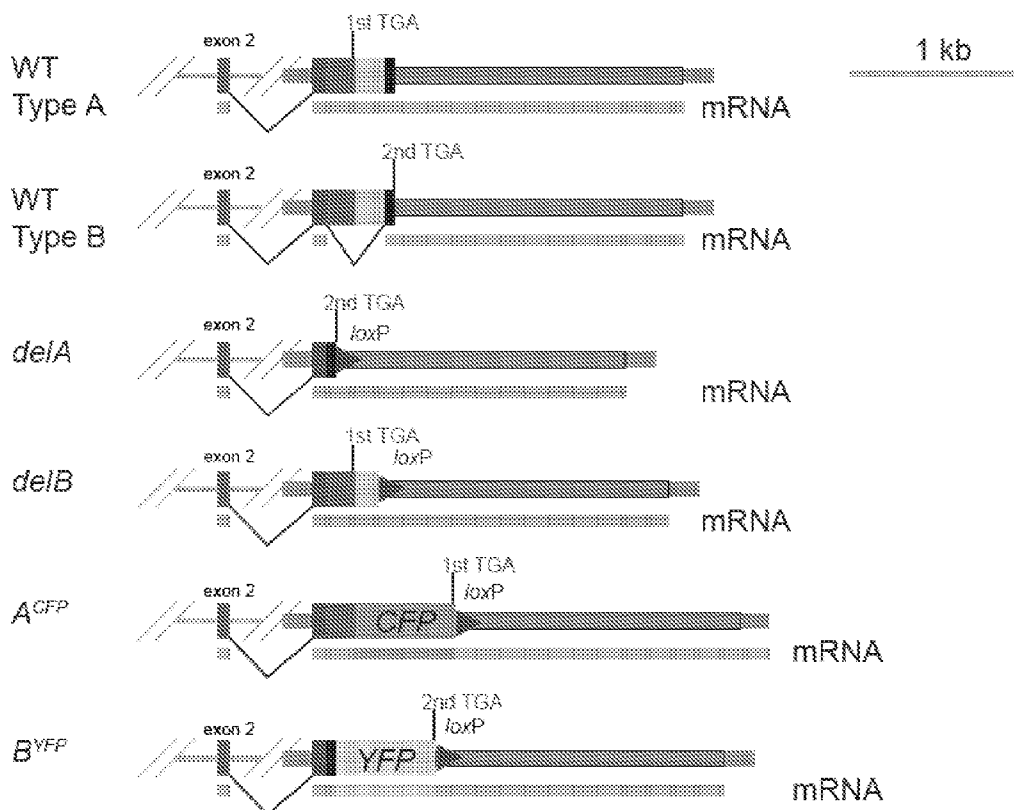 1st TGA
exon 2
WT
Type A
mRNA
1 kb
2nd TGA
exon 2
WT
Type B
mRNA
2nd TGA
exon 2
loxP
delA
mRNA
1st TGA
exon 2
loxP
delB
mRNA
1st TGA
exon 2
loxP
A^CFP
CFP
mRNA
2nd TGA
exon 2
loxP
B^YFP
YFP
mRNA